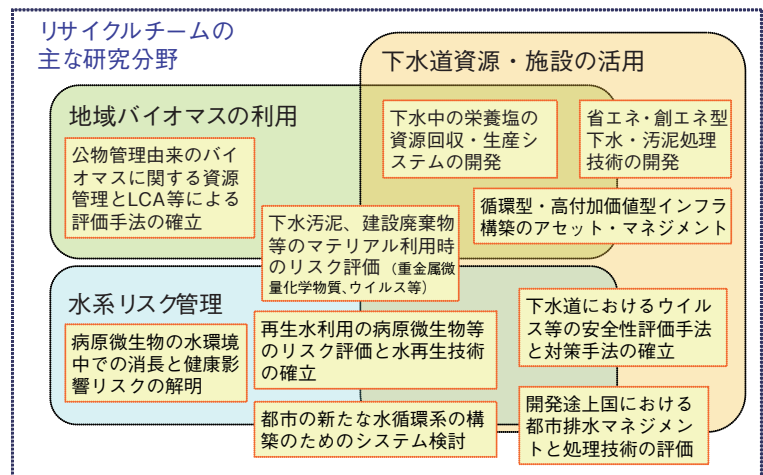 リサイクルチームの
主な研究分野
下水道資源・施設の活用
地域バイオマスの利用
公物管理由来のバイ
オマスに関する資源
管理とLCA等による
評価手法の確立
下水中の栄養塩の
資源回収・生産シ
ステムの開発
省エネ・創エネ型
下水・汚泥処理
技術の開発
循環型・高付加価値型インフラ
構築のアセット・マネジメント
下水汚泥、建設廃棄物
等のマテリアル利用時
のリスク評価（重金属微
量化学物質、ウイルス等）
水系リスク管理
病原微生物の水環境
中での消長と健康影
響リスクの解明
再生水利用の病原微生物等
のリスク評価と水再生技術
の確立
下水道におけるウイル
ス等の安全性評価手法
と対策手法の確立
都市の新たな水循環系の構
築のためのシステム検討
開発途上国における
都市排水マネジメン
トと処理技術の評価